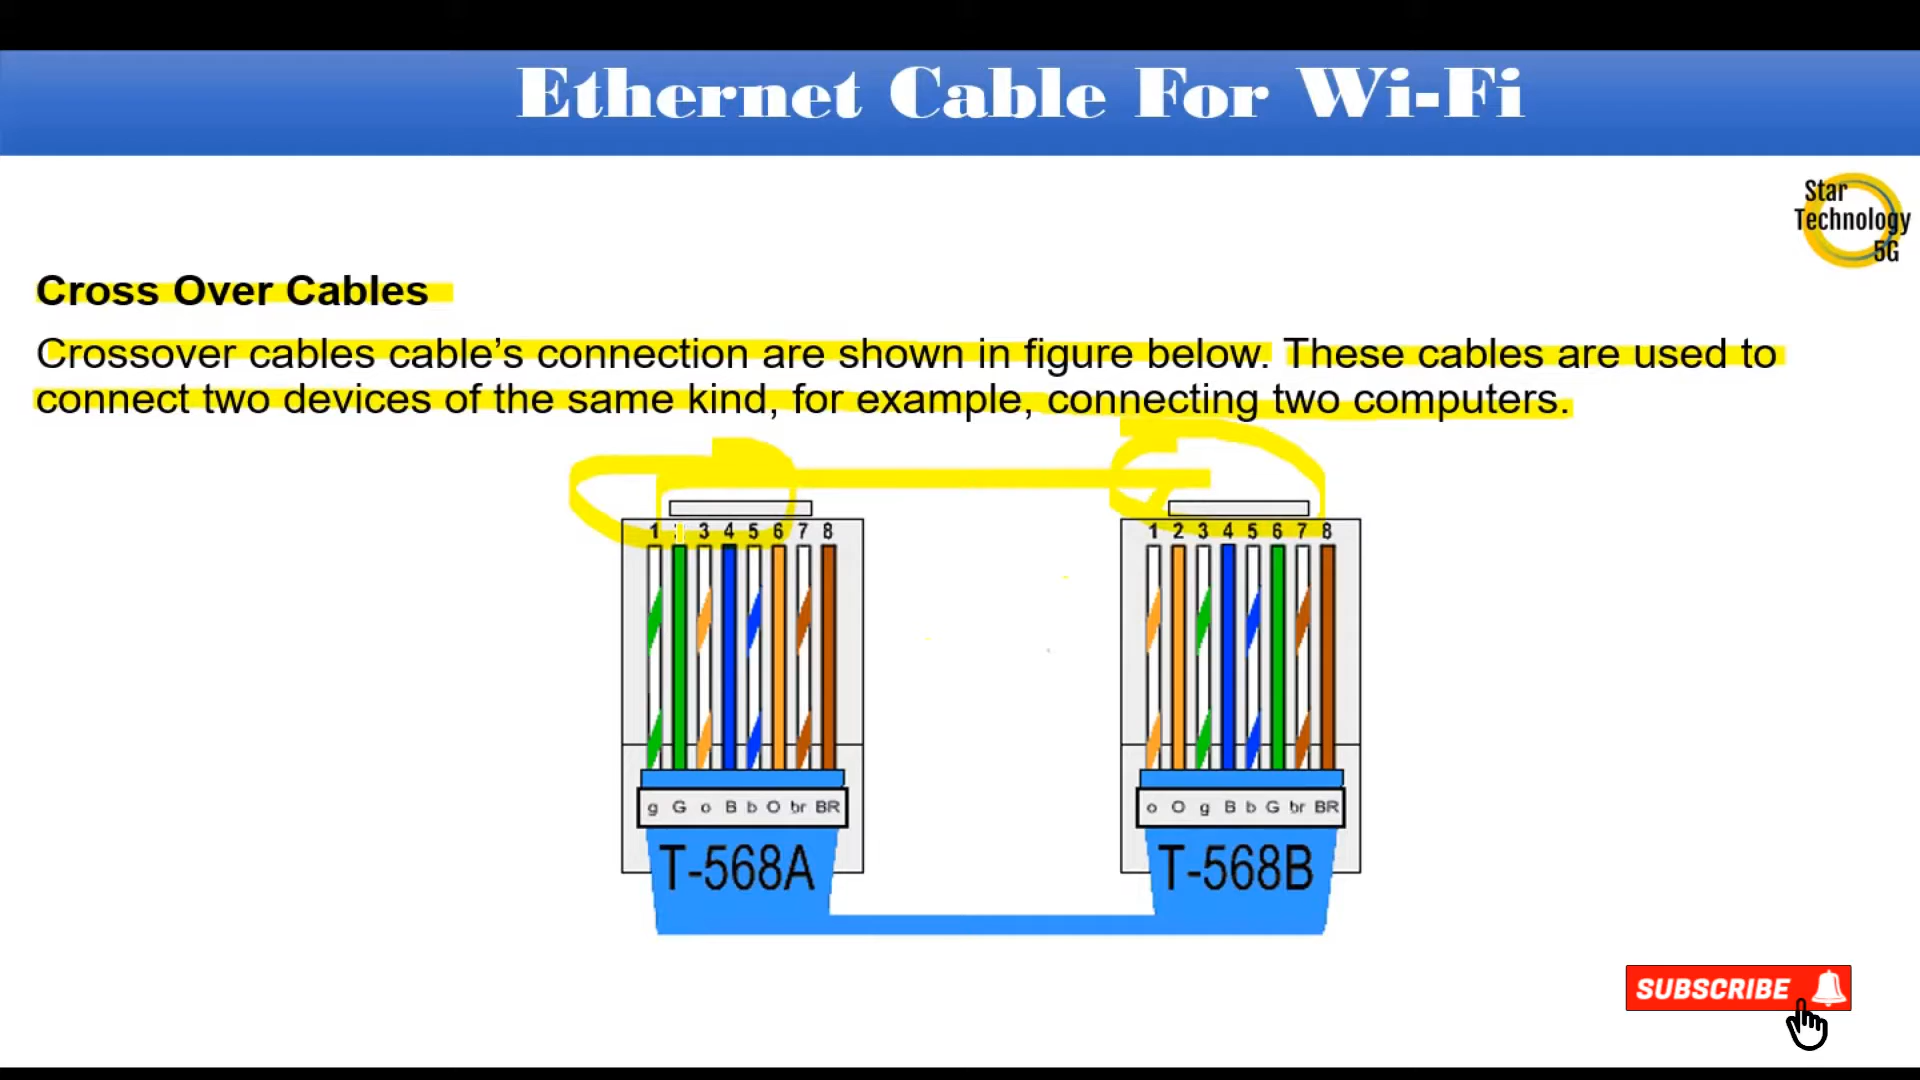 Ethernet Cable For Wi-Fi
Star
Technology
5G
Cross Over Cables
Crossover cables cable’s connection are shown in figure below. These cables are used to
connect two devices of the same kind, for example, connecting two computers.
1 3 4 5 6 7 8
1 2 3 4 5 6 7 8
g G o B b O br BR
o O g B b G br BR
T-568A
T-568B
SUBSCRIBE